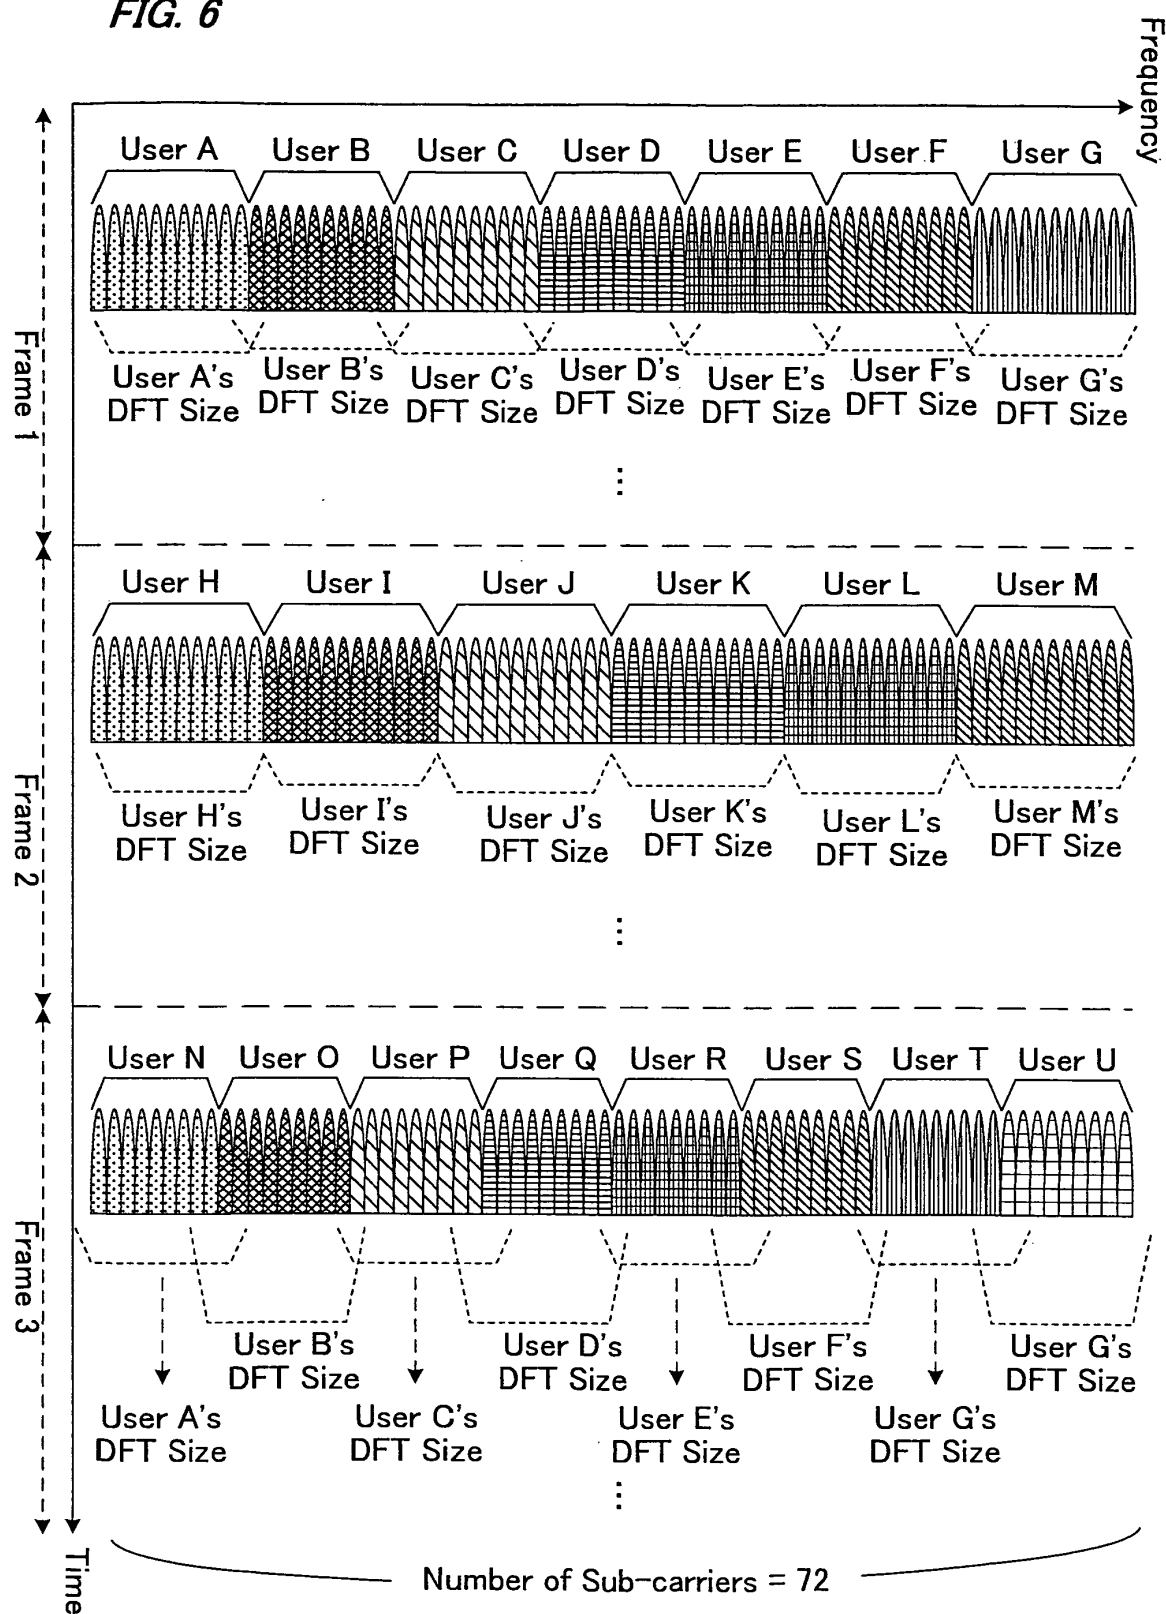 FIG. 6
Frequency
User A User B User C User D User E User F User G
User A's DFT Size
User B's DFT Size
User C's DFT Size
User D's DFT Size
User E's DFT Size
User F's DFT Size
User G's DFT Size
Frame 1
User H User I User J User K User L User M
User H's DFT Size
User I's DFT Size
User J's DFT Size
User K's DFT Size
User L's DFT Size
User M's DFT Size
Frame 2
User N User O User P User Q User R User S User T User U
User B's DFT Size
User D's DFT Size
User F's DFT Size
User G's DFT Size
User A's DFT Size
User C's DFT Size
User E's DFT Size
User G's DFT Size
Frame 3
Time
Number of Sub-carriers = 72